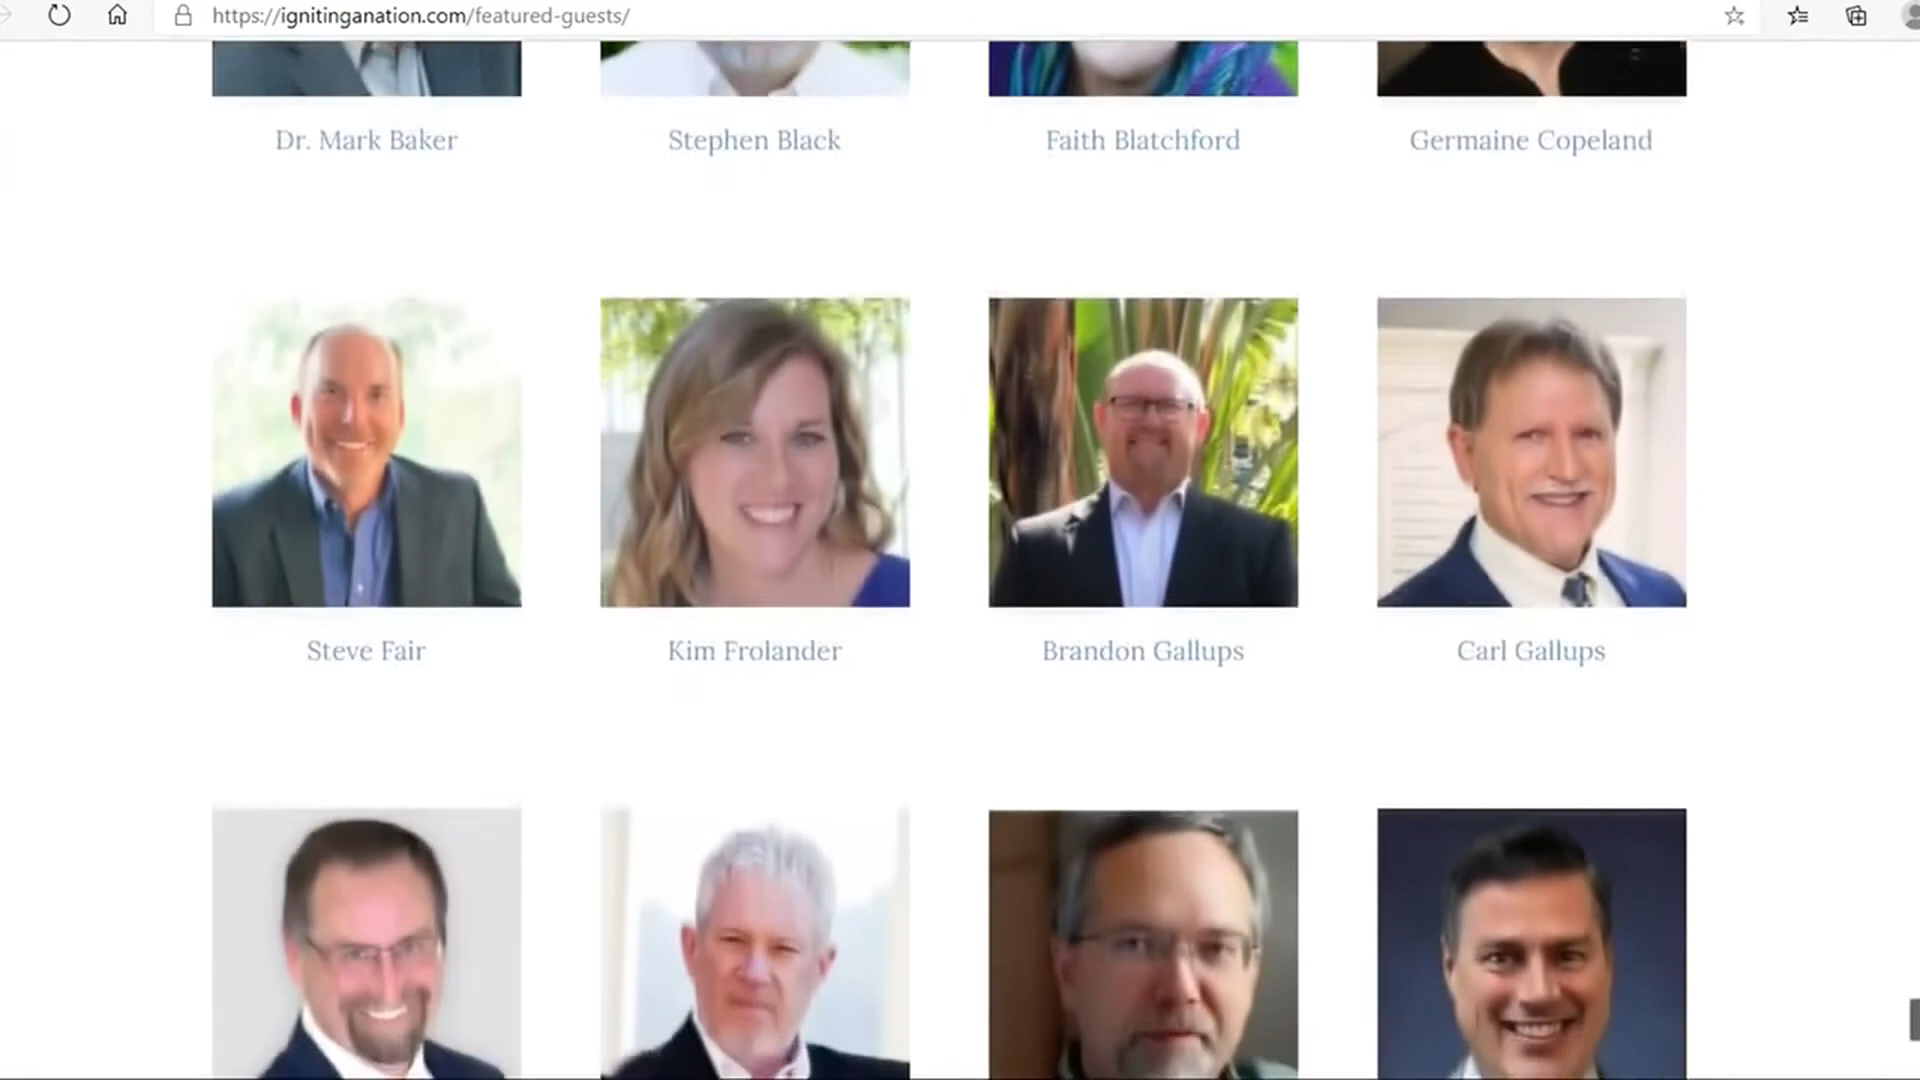 https://ignitinganation.com/featured-guests/
Dr. Mark Baker
Stephen Black
Faith Blatchford
Germaine Copeland
Steve Fair
Kim Frolander
Brandon Gallups
Carl Gallups